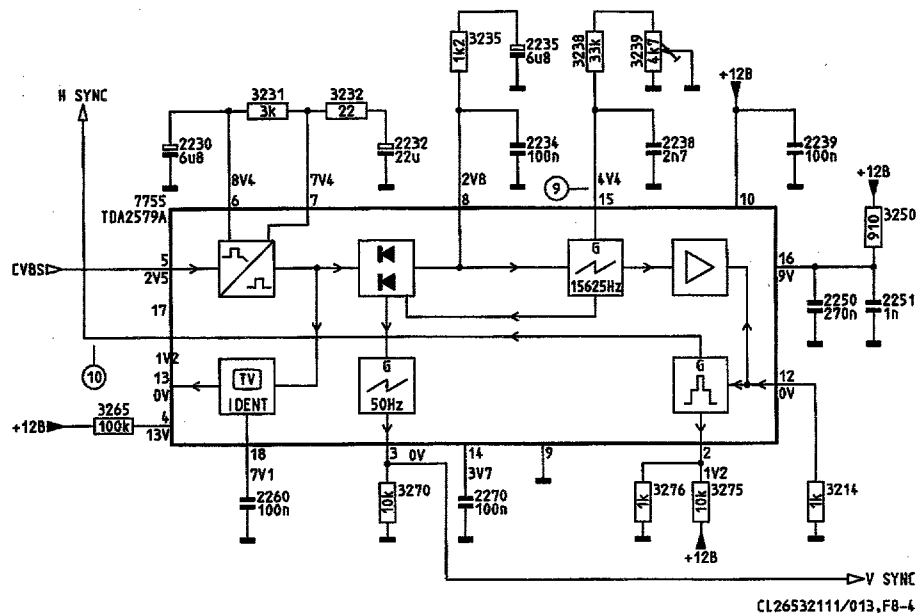 H SYNC
3231
3k
3232
22
2230
6u8
2232
22u
3235
1k2
2235
6u8
2234
100n
3238
33k
3239
4k7
2238
2n7
+12B
2239
100n
+12B
3250
910
8V4
7V4
2V8
9
4V4
7755
TDA2579A
6
7
8
15
10
CVBS
5
2V5
G
15625Hz
16
9V
2250
270n
2251
1n
17
10
1V2
13
0V
TV
IDENT
G
50Hz
G
12
0V
3265
100k
+12B
4
13V
18
7V1
3
0V
14
3V7
9
2
1V2
2260
100n
3270
10k
2270
100n
3276
1k
3275
10k
3214
1k
+12B
V SYNC
CL26532111/013,F8-4